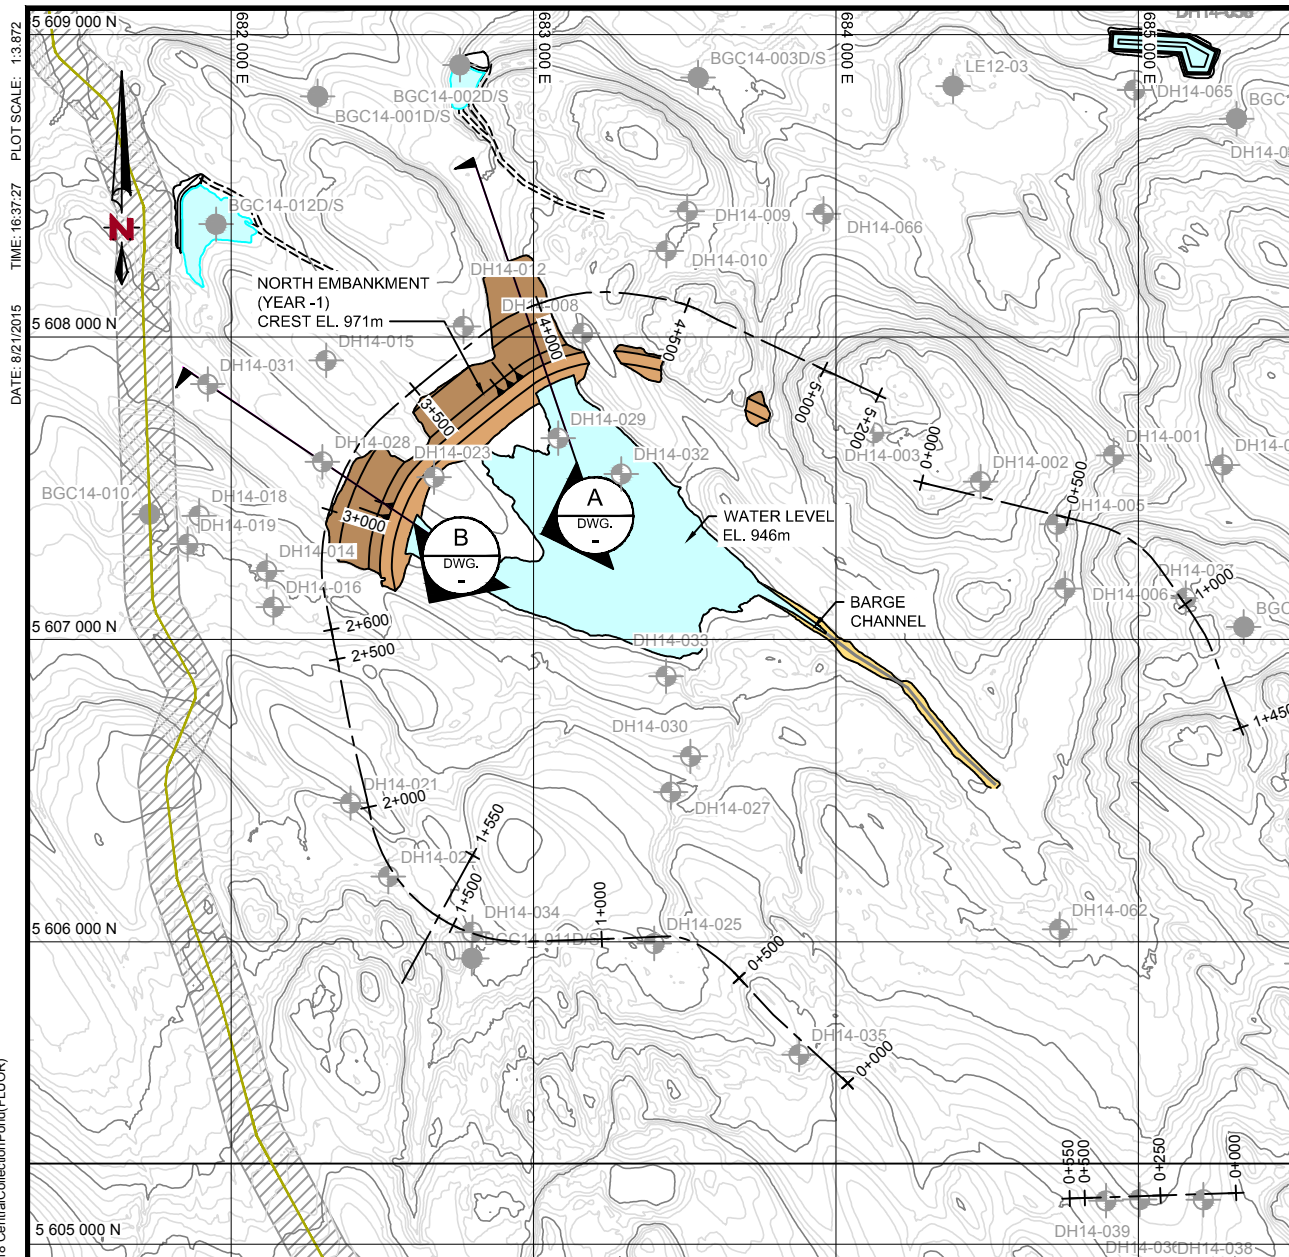 5 609 000 N
682 000 E
683 000 E
684 000 E
685 000 E
PLOT SCALE: 1:3.872
TIME: 16:37:27
DATE: 8/21/2015
BGC14-003D/S
LE12-03
DH14-065
BGC14-002D/S
BGC14-001D/S
BGC14-012D/S
N
DH14-009
DH14-066
DH14-010
DH14-012
NORTH EMBANKMENT
(YEAR -1)
CREST EL. 971m
DH14-008
5 608 000 N
4+000
4+500
DH14-015
DH14-031
5+000
5+200
3+500
DH14-029
DH14-028
DH14-023
DH14-032
DH14-003
0+000
DH14-002
DH14-001
BGC14-010
DH14-018
DH14-019
3+000
A
DWG.
-
B
DWG.
-
WATER LEVEL
EL. 946m
0+500
DH14-005
DH14-014
DH14-016
DH14-006
1+000
BARGE
CHANNEL
2+600
5 607 000 N
2+500
DH14-033
1+450
DH14-030
DH14-021
2+000
DH14-027
1+550
1+500
DH14-034
1+000
DH14-025
DH14-062
5 606 000 N
BGC14-011D/S
0+500
DH14-035
0+000
0+550
0+500
0+250
0+000
DH14-039
DH14-038
5 605 000 N